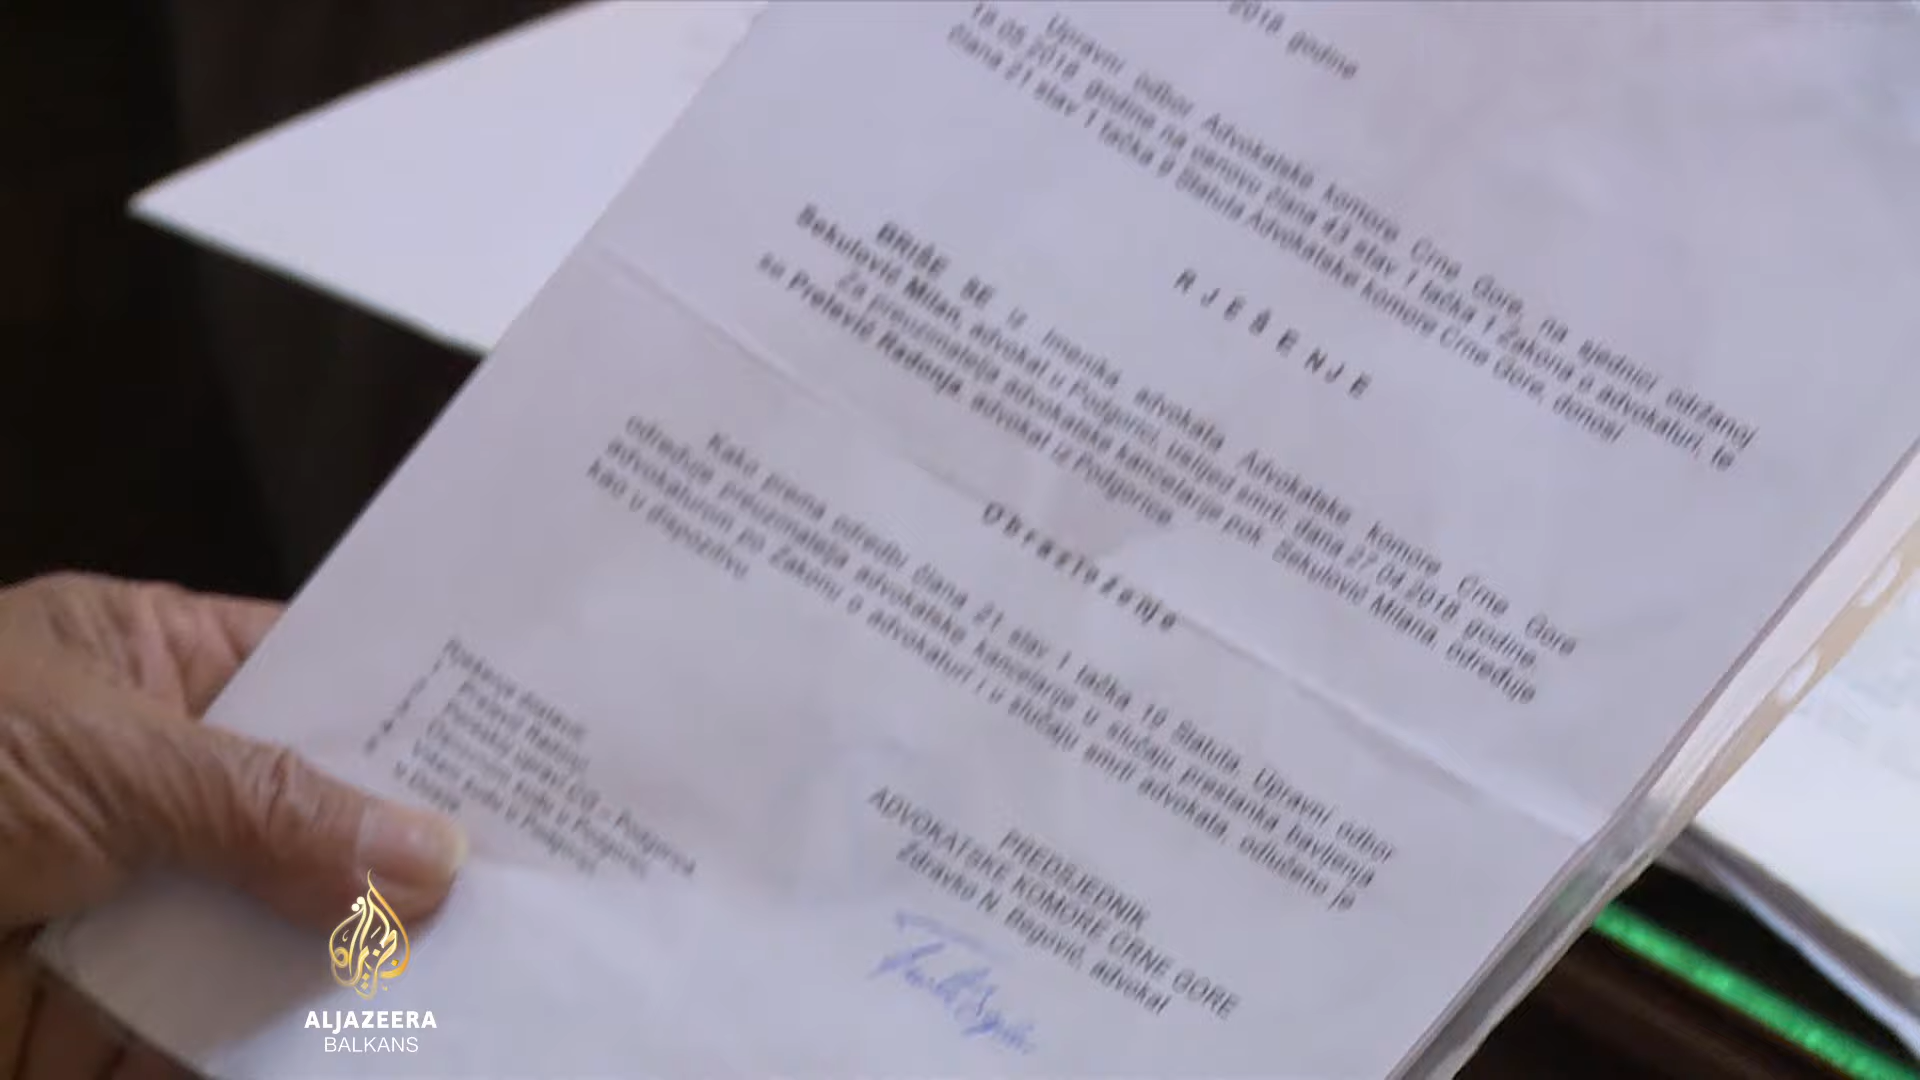 2018 godine
Upravni odbor Advokatske komore Crne Gore, na sjednici održanoj
18.05.2018 godine na osnovu člana 43 stav 1 tačka 1 Zakona o advokaturi, te
člana 21 stav 1 tačka 9 Statuta Advokatske komore Crne Gore, donosi
RJEŠENJE
BRIŠE SE iz imenika advokata Advokatske komore Crne Gore
Sekulović Milan, advokat u Podgorici, usljed smrti, dana 27.04.2018 godine.
Za preuzimatelja advokatske kancelarije pok. Sekulović Milana, određuje
se Prelević Radonja, advokat iz Podgorice.
Obrazloženje
Kako prema odredbi člana 21 stav 1 tačka 10 Statuta, Upravni odbor
određuje preuzimatelja advokatske kancelarije u slučaju prestanka bavljenja
advokaturom po Zakonu o advokaturi i u slučaju smrti advokata, odlučeno je
kao u dispozitivu.
PREDSJEDNIK
ADVOKATSKE KOMORE CRNE GORE
Zdravko N. Begović, advokat
ALJAZEERA
BALKANS